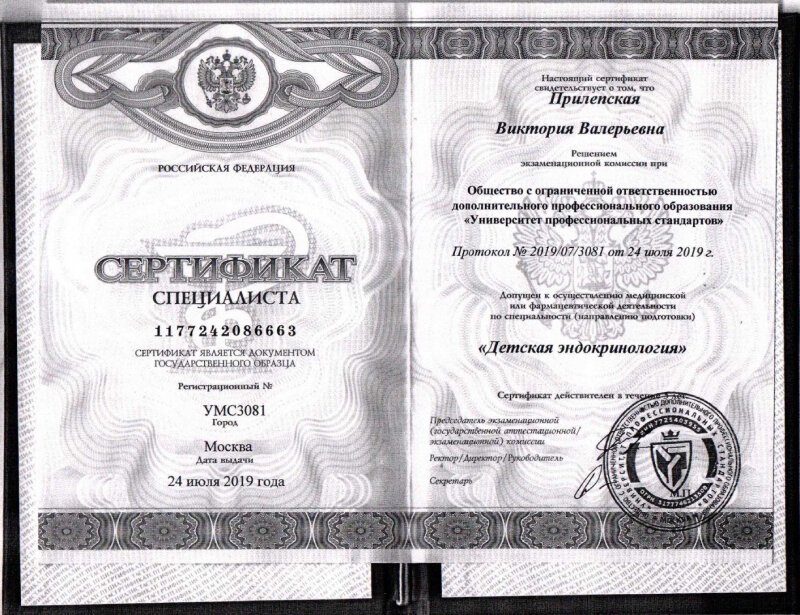 РОССИЙСКАЯ ФЕДЕРАЦИЯ
СЕРТИФИКАТ
СПЕЦИАЛИСТА
1177242086663
СЕРТИФИКАТ ЯВЛЯЕТСЯ ДОКУМЕНТОМ
ГОСУДАРСТВЕННОГО ОБРАЗЦА
Регистрационный №
УМС3081
Город
Москва
Дата выдачи
24 июля 2019 года
Настоящий сертификат
свидетельствует о том, что
Прилепская
Виктория Валерьевна
Решением
экзаменационной комиссии при
Общество с ограниченной ответственностью
дополнительного профессионального образования
«Университет профессиональных стандартов»
Протокол № 2019/07/3081 от 24 июля 2019 г.
Допущен к осуществлению медицинской
или фармацевтической деятельности
по специальности (направлению подготовки)
«Детская эндокринология»
Сертификат действителен в течение 5 лет
Председатель экзаменационной
(государственной аттестационной/
экзаменационной) комиссии
Ректор/Директор/Руководитель
Секретарь
М.П.